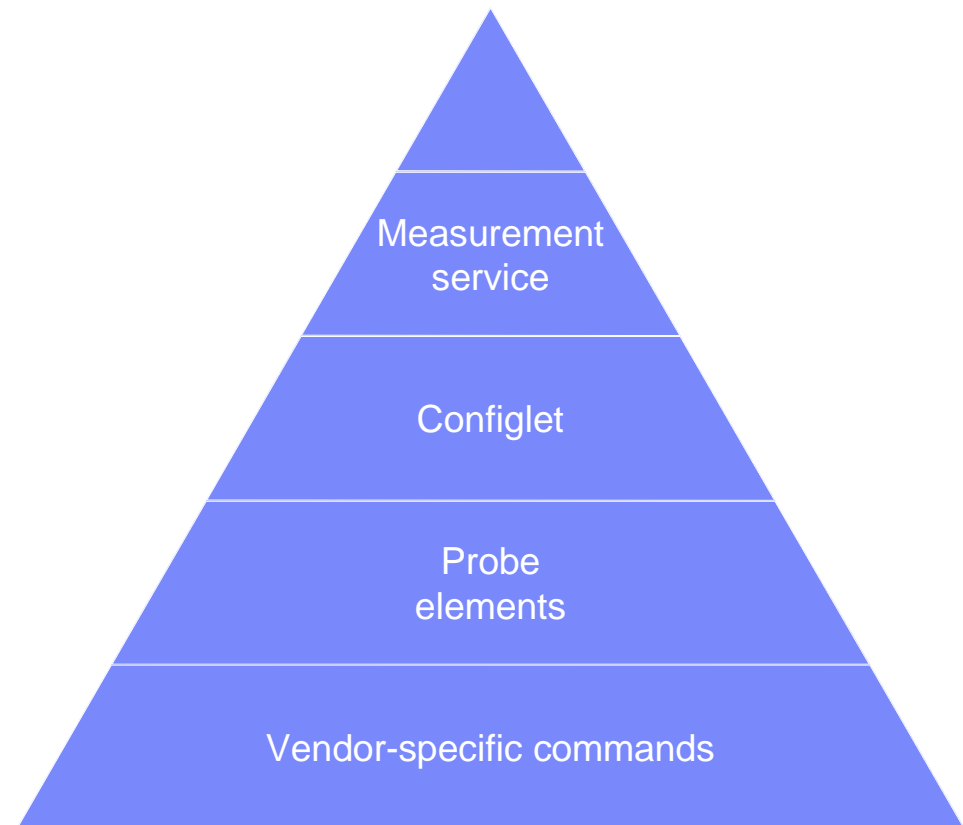 Measurement
service
Configlet
Probe
elements
Vendor-specific commands